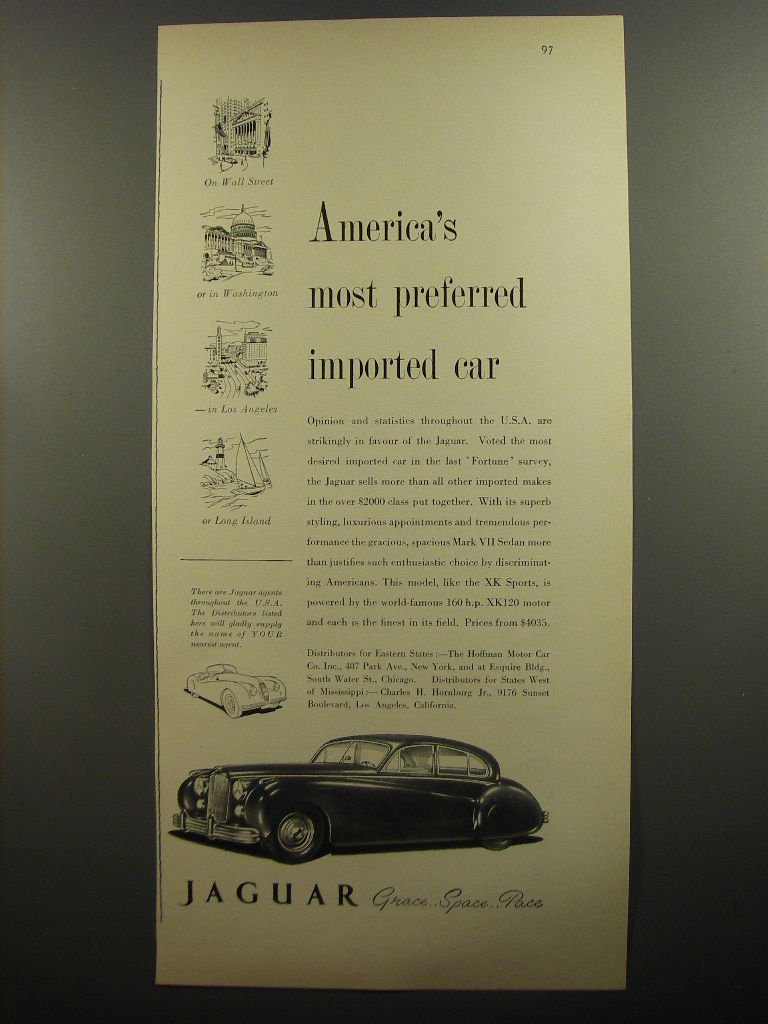 97
On Wall Street
or in Washington
— in Los Angeles
or Long Island
America's
most preferred
imported car
Opinion and statistics throughout the U.S.A. are
strikingly in favour of the Jaguar. Voted the most
desired imported car in the last 'Fortune' survey,
the Jaguar sells more than all other imported makes
in the over $2000 class put together. With its superb
styling, luxurious appointments and tremendous per-
formance the gracious, spacious Mark VII Sedan more
than justifies such enthusiastic choice by discriminat-
ing Americans. This model, like the XK Sports, is
powered by the world-famous 160 h.p. XK120 motor
and each is the finest in its field. Prices from $4035.
There are Jaguar agents
throughout the U.S.A.
The Distributors listed
here will gladly supply
the name of YOUR
nearest agent.
Distributors for Eastern States :—The Hoffman Motor Car
Co. Inc., 487 Park Ave., New York, and at Esquire Bldg.,
South Water St., Chicago. Distributors for States West
of Mississippi :—Charles H. Hornburg Jr., 9176 Sunset
Boulevard, Los Angeles, California.
JAGUAR Grace..Space..Pace